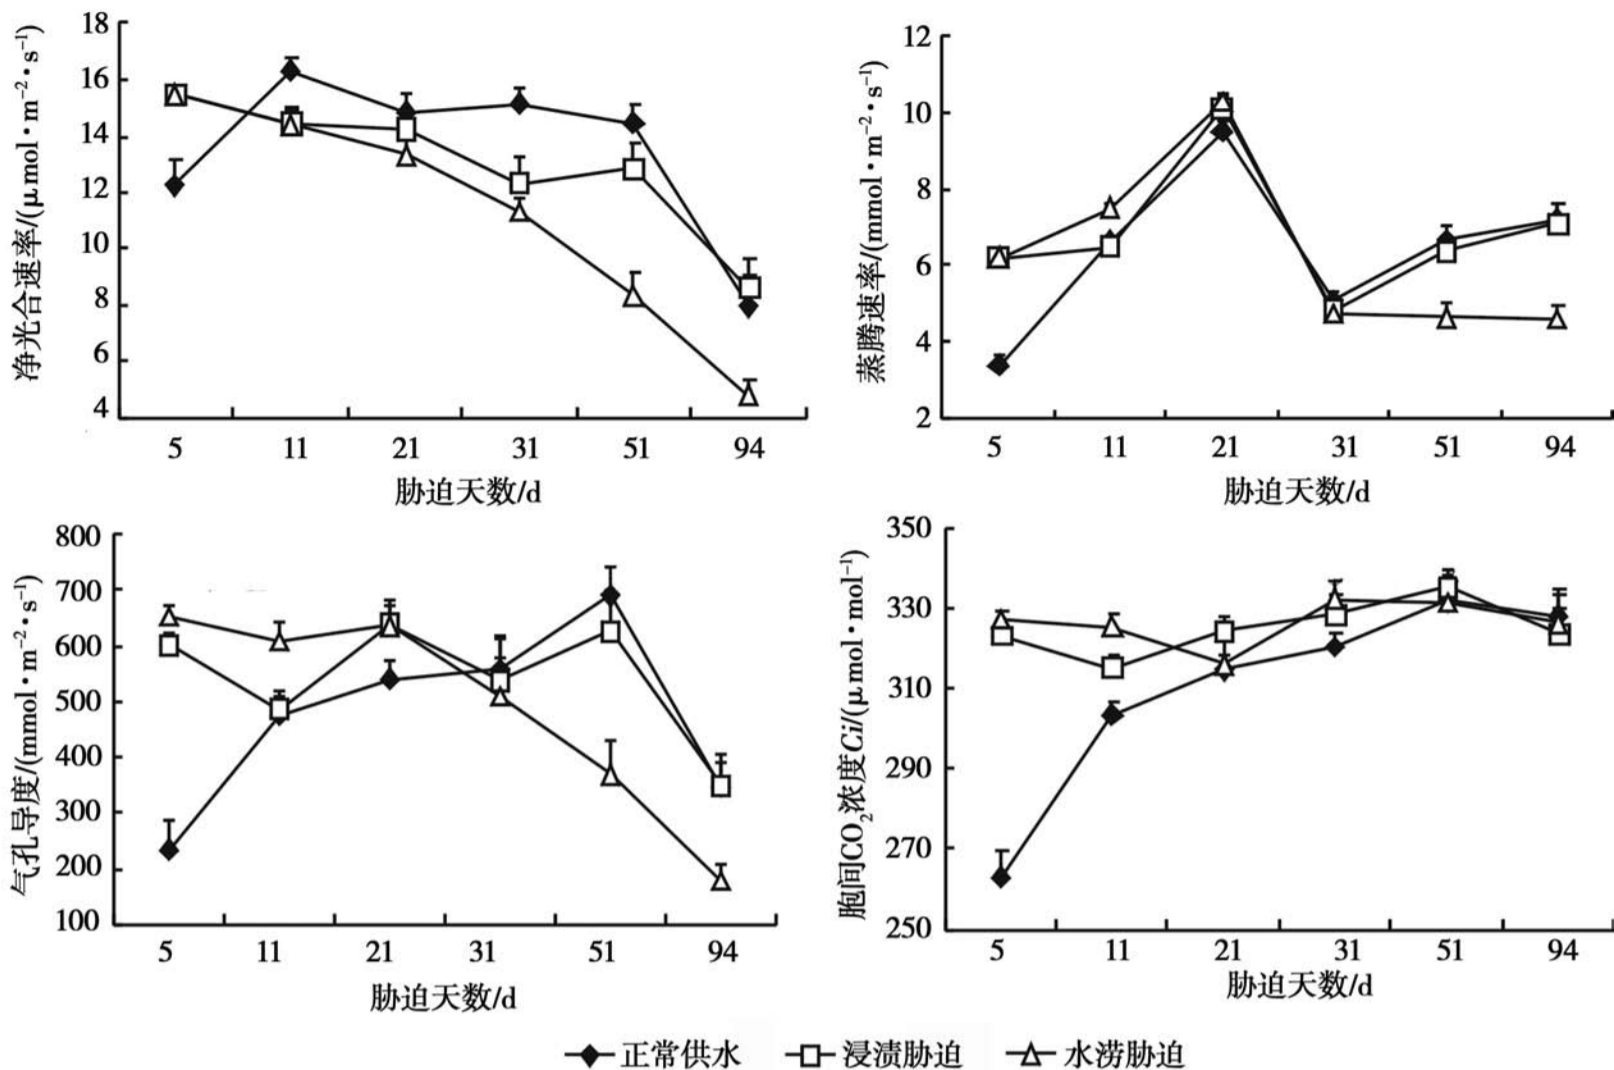 净光合速率/(μmol·m⁻²·s⁻¹)
18
16
14
12
10
8
6
4
5 11 21 31 51 94
胁迫天数/d
蒸腾速率/(mmol·m⁻²·s⁻¹)
12
10
8
6
4
2
5 11 21 31 51 94
胁迫天数/d
气孔导度/(mmol·m⁻²·s⁻¹)
800
700
600
500
400
300
200
100
5 11 21 31 51 94
胁迫天数/d
胞间CO₂浓度Ci/(μmol·mol⁻¹)
350
330
310
290
270
250
5 11 21 31 51 94
胁迫天数/d
正常供水 浸渍胁迫 水涝胁迫